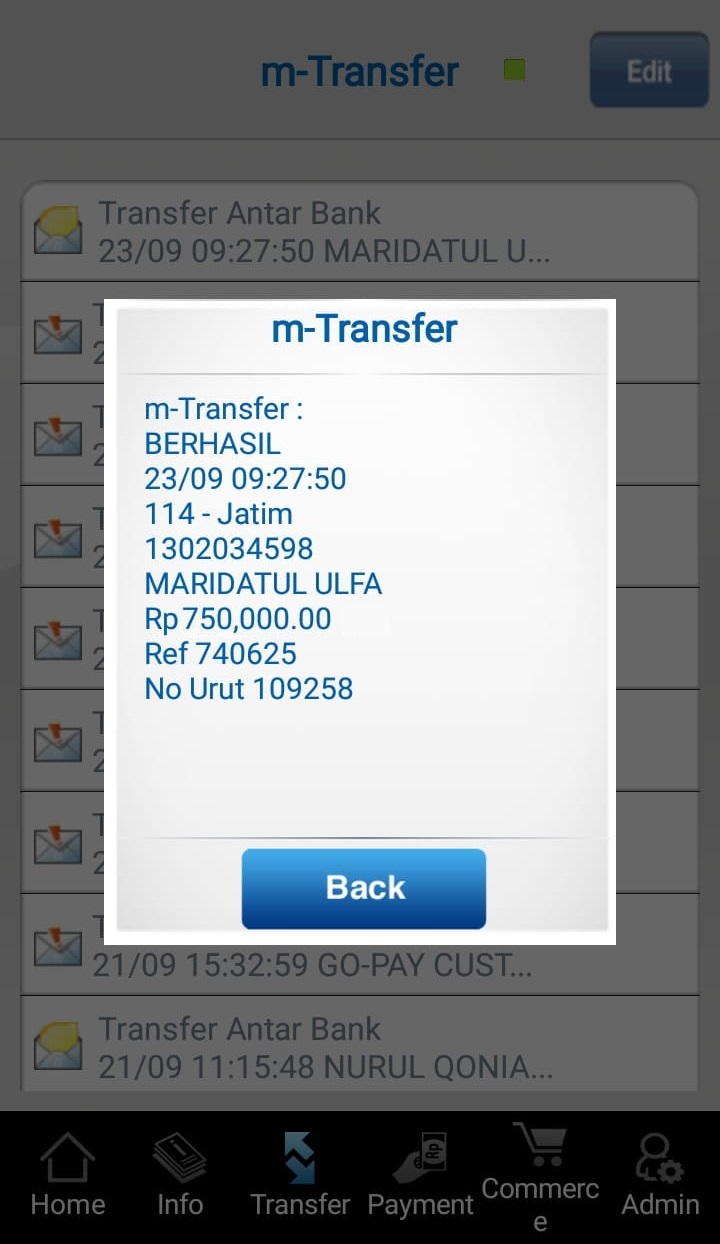 m-Transfer
Edit
Transfer Antar Bank
23/09 09:27:50 MARIDATUL U...
m-Transfer
m-Transfer :
BERHASIL
23/09 09:27:50
114 - Jatim
1302034598
MARIDATUL ULFA
Rp750,000.00
Ref 740625
No Urut 109258
Back
21/09 15:32:59 GO-PAY CUST...
Transfer Antar Bank
21/09 11:15:48 NURUL QONIA...
Home
Info
Transfer
Payment
Commerc
e
Admin